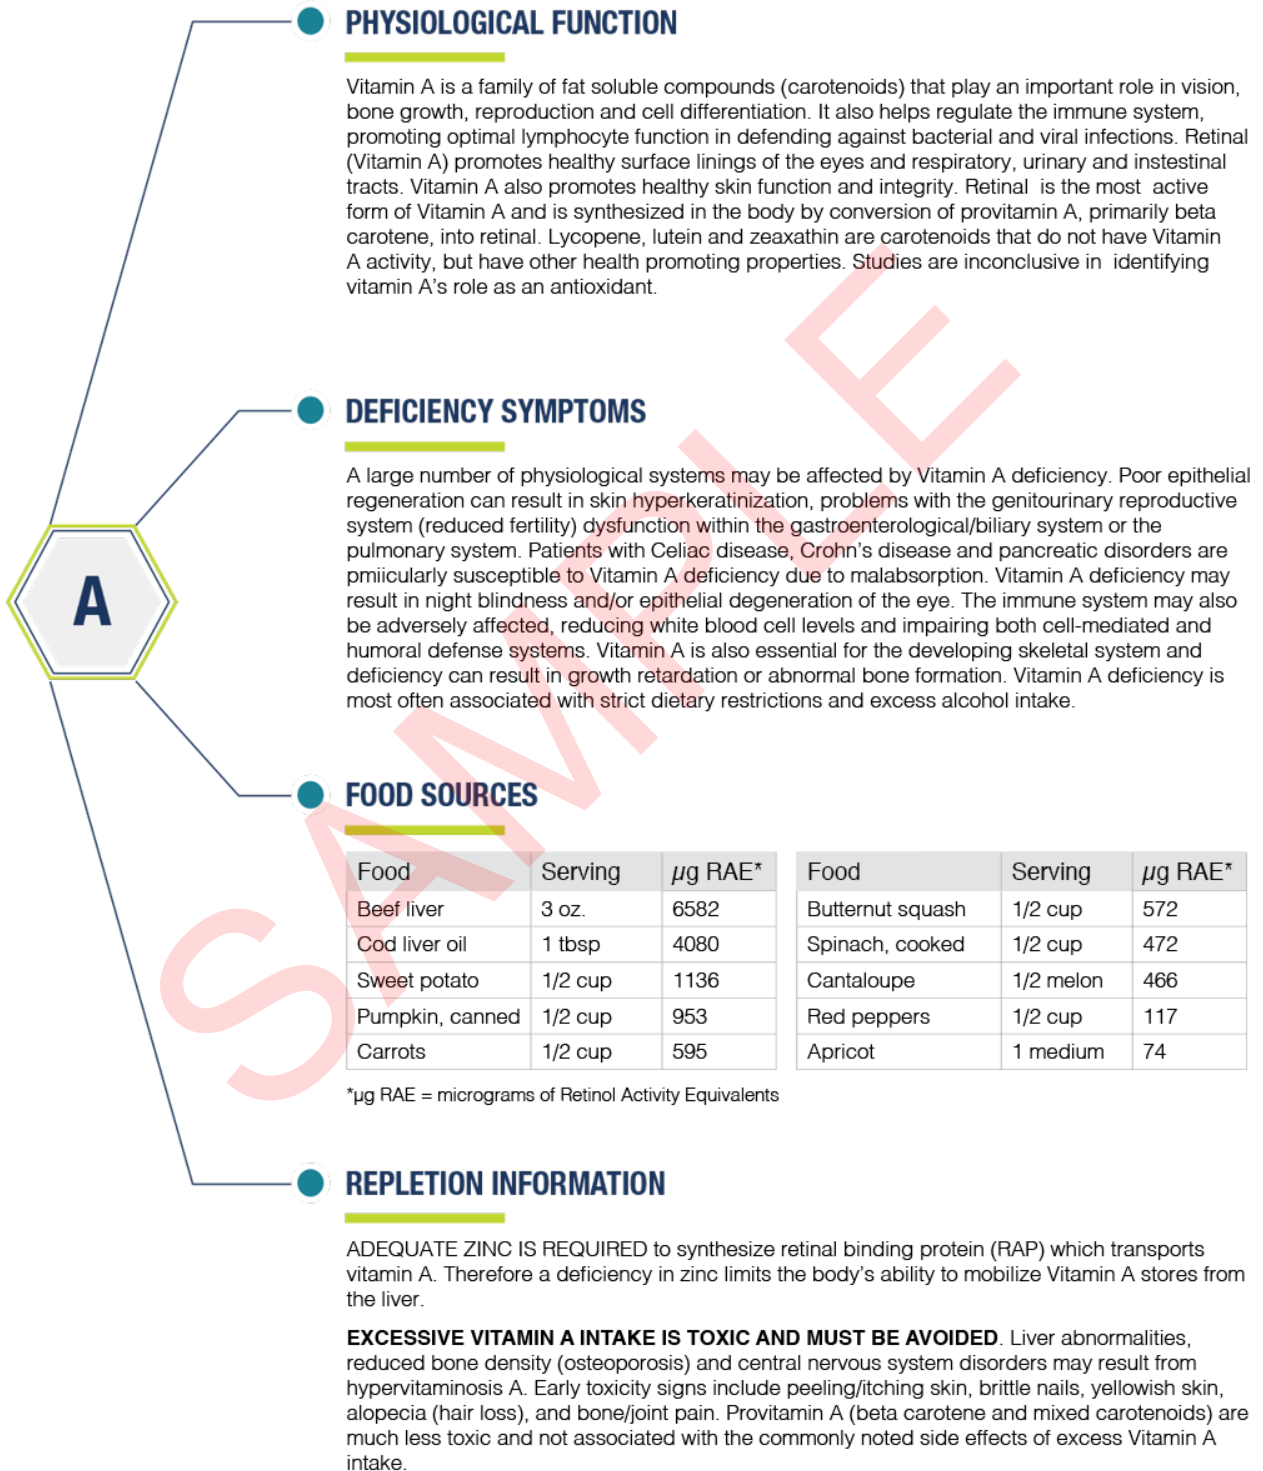 PHYSIOLOGICAL FUNCTION
Vitamin A is a family of fat soluble compounds (carotenoids) that play an important role in vision,
bone growth, reproduction and cell differentiation. It also helps regulate the immune system,
promoting optimal lymphocyte function in defending against bacterial and viral infections. Retinal
(Vitamin A) promotes healthy surface linings of the eyes and respiratory, urinary and instestinal
tracts. Vitamin A also promotes healthy skin function and integrity. Retinal is the most active
form of Vitamin A and is synthesized in the body by conversion of provitamin A, primarily beta
carotene, into retinal. Lycopene, lutein and zeaxathin are carotenoids that do not have Vitamin
A activity, but have other health promoting properties. Studies are inconclusive in identifying
vitamin A's role as an antioxidant.
DEFICIENCY SYMPTOMS
A large number of physiological systems may be affected by Vitamin A deficiency. Poor epithelial
regeneration can result in skin hyperkeratinization, problems with the genitourinary reproductive
system (reduced fertility) dysfunction within the gastroenterological/biliary system or the
pulmonary system. Patients with Celiac disease, Crohn's disease and pancreatic disorders are
pmiicularly susceptible to Vitamin A deficiency due to malabsorption. Vitamin A deficiency may
result in night blindness and/or epithelial degeneration of the eye. The immune system may also
be adversely affected, reducing white blood cell levels and impairing both cell-mediated and
humoral defense systems. Vitamin A is also essential for the developing skeletal system and
deficiency can result in growth retardation or abnormal bone formation. Vitamin A deficiency is
most often associated with strict dietary restrictions and excess alcohol intake.
A
FOOD SOURCES
Food Serving µg RAE* Food Serving µg RAE*
Beef liver 3 oz. 6582 Butternut squash 1/2 cup 572
Cod liver oil 1 tbsp 4080 Spinach, cooked 1/2 cup 472
Sweet potato 1/2 cup 1136 Cantaloupe 1/2 melon 466
Pumpkin, canned 1/2 cup 953 Red peppers 1/2 cup 117
Carrots 1/2 cup 595 Apricot 1 medium 74
*µg RAE = micrograms of Retinol Activity Equivalents
REPLETION INFORMATION
ADEQUATE ZINC IS REQUIRED to synthesize retinal binding protein (RAP) which transports
vitamin A. Therefore a deficiency in zinc limits the body's ability to mobilize Vitamin A stores from
the liver.
EXCESSIVE VITAMIN A INTAKE IS TOXIC AND MUST BE AVOIDED. Liver abnormalities,
reduced bone density (osteoporosis) and central nervous system disorders may result from
hypervitaminosis A. Early toxicity signs include peeling/itching skin, brittle nails, yellowish skin,
alopecia (hair loss), and bone/joint pain. Provitamin A (beta carotene and mixed carotenoids) are
much less toxic and not associated with the commonly noted side effects of excess Vitamin A
intake.
SAMPLE